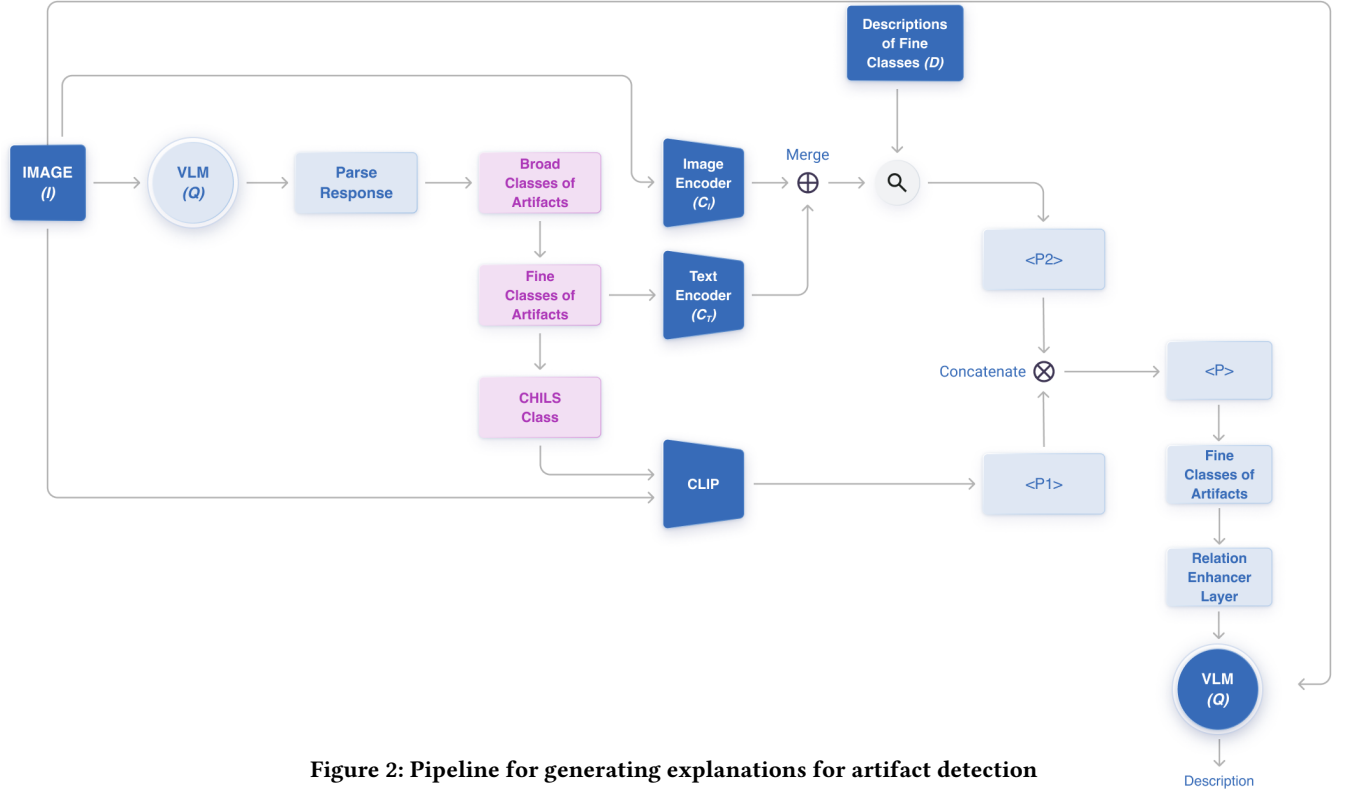 Descriptions
of Fine
Classes (D)
IMAGE
(I)
VLM
(Q)
Parse
Response
Broad
Classes of
Artifacts
Image
Encoder
(CI)
Merge
Fine
Classes of
Artifacts
Text
Encoder
(CT)
<P2>
CHILS
Class
Concatenate
<P>
CLIP
<P1>
Fine
Classes of
Artifacts
Relation
Enhancer
Layer
VLM
(Q)
Description
Figure 2: Pipeline for generating explanations for artifact detection